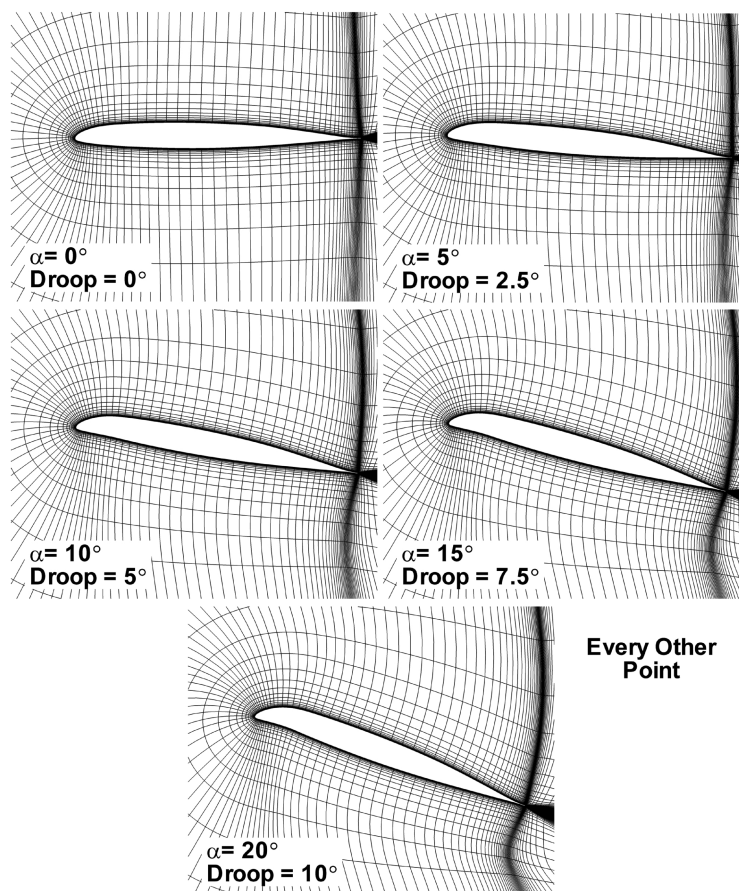 α= 0°
Droop = 0°
α= 5°
Droop = 2.5°
α= 10°
Droop = 5°
α= 15°
Droop = 7.5°
Every Other
Point
α= 20°
Droop = 10°